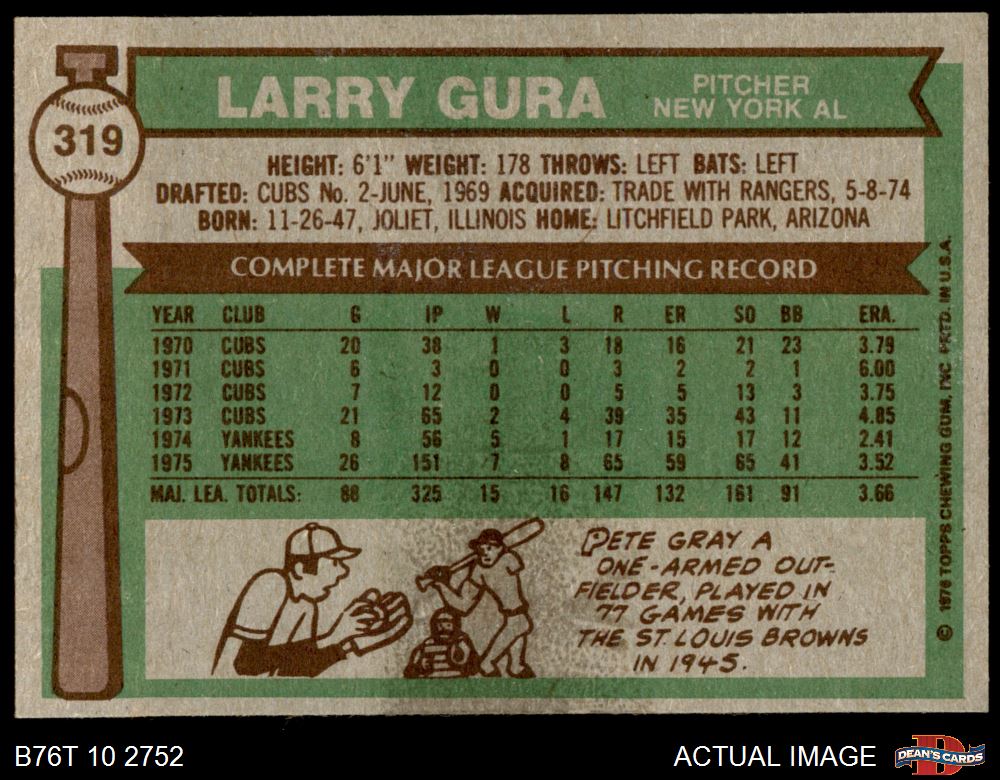 319
LARRY GURA
PITCHER
NEW YORK AL
HEIGHT: 6'1" WEIGHT: 178 THROWS: LEFT BATS: LEFT
DRAFTED: CUBS No. 2-JUNE, 1969 ACQUIRED: TRADE WITH RANGERS, 5-8-74
BORN: 11-26-47, JOLIET, ILLINOIS HOME: LITCHFIELD PARK, ARIZONA
COMPLETE MAJOR LEAGUE PITCHING RECORD
YEAR CLUB G IP W L R ER SO BB ERA.
1970 CUBS 20 38 1 3 18 16 21 23 3.79
1971 CUBS 6 3 0 0 3 2 2 1 6.00
1972 CUBS 7 12 0 0 5 5 13 3 3.75
1973 CUBS 21 65 2 4 39 35 43 11 4.85
1974 YANKEES 8 56 5 1 17 15 17 12 2.41
1975 YANKEES 26 151 7 8 65 59 65 41 3.52
MAJ. LEA. TOTALS: 88 325 15 16 147 132 161 91 3.66
PETE GRAY A
ONE-ARMED OUT-
FIELDER, PLAYED IN
77 GAMES WITH
THE ST. LOUIS BROWNS
IN 1945.
© 1976 TOPPS CHEWING GUM, INC PRTD. IN U.S.A.
B76T 10 2752
ACTUAL IMAGE
DEAN'S CARDS